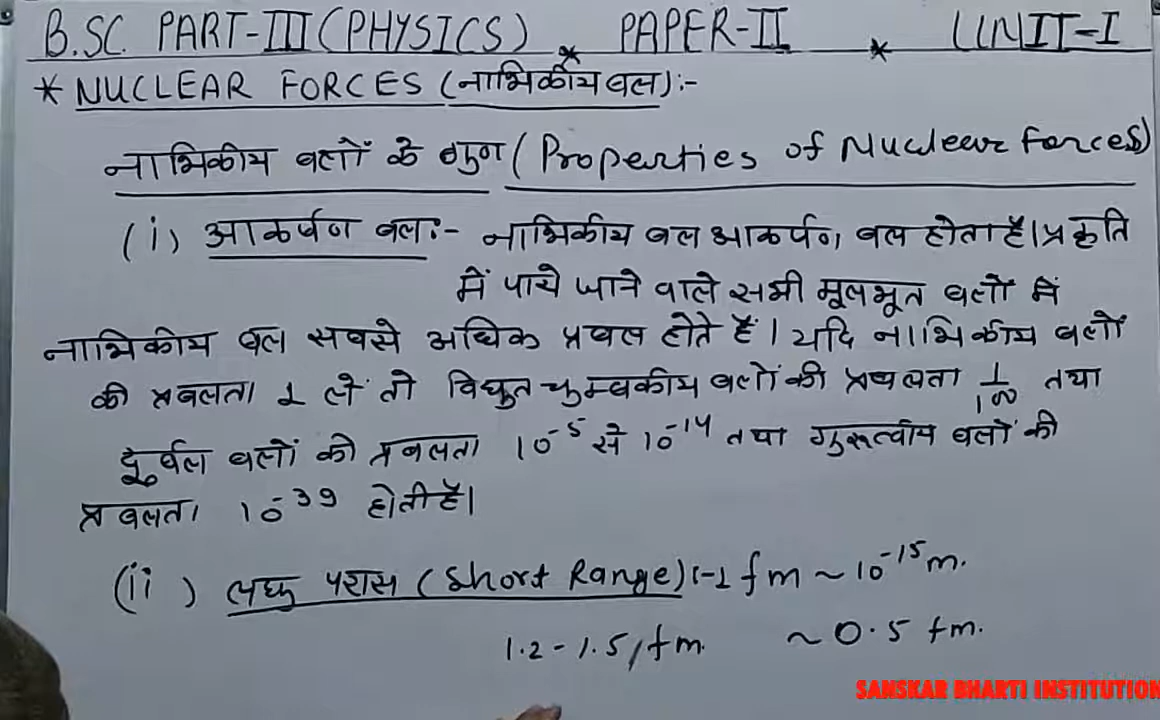 B.SC. PART-III (PHYSICS) * PAPER-II * UNIT-I
* NUCLEAR FORCES (नाभिकीय बल):-
नाभिकीय बलों के गुण (Properties of Nuclear Forces)
(i) आकर्षण बल:- नाभिकीय बल आकर्षण बल होता है। प्रकृति
में पाये जाने वाले सभी मूलभूत बलों में
नाभिकीय बल सबसे अधिक प्रबल होते हैं। यदि नाभिकीय बलों
की प्रबलता 1 लें तो विघुत चुम्बकीय बलों की प्रबलता 1/100 तथा
दुर्बल बलों की प्रबलता 10⁻⁵ से 10⁻¹⁴ तथा गुरूत्वीय बलों की
प्रबलता 10⁻³⁹ होती है।
(ii) लघु परास (Short Range):-1 fm ~ 10⁻¹⁵ m.
1.2 - 1.5 fm. ~ 0.5 fm.
SANSKAR BHARTI INSTITUTION